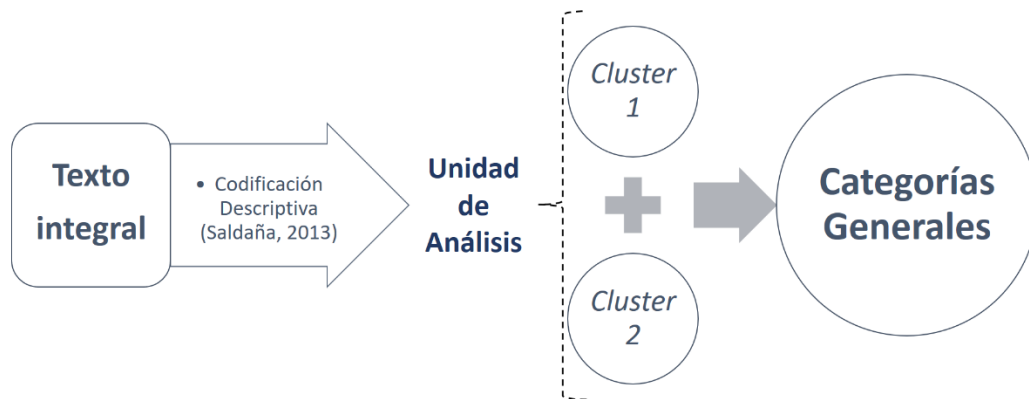 Texto
integral
• Codificación
Descriptiva
(Saldaña, 2013)
Unidad
de
Análisis
Cluster
1
Cluster
2
Categorías
Generales